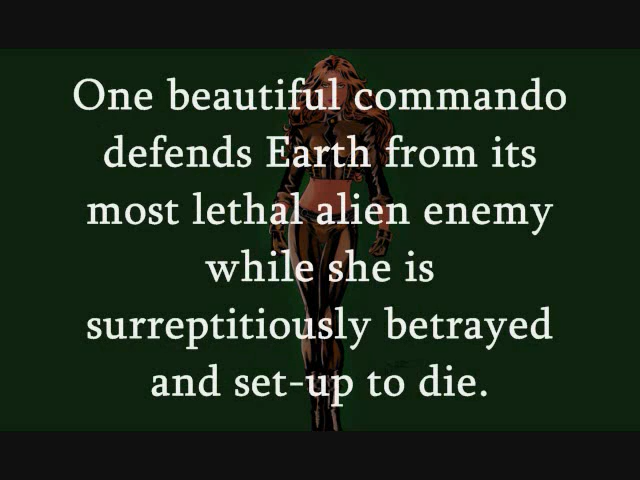 One beautiful commando
defends Earth from its
most lethal alien enemy
while she is
surreptitiously betrayed
and set-up to die.